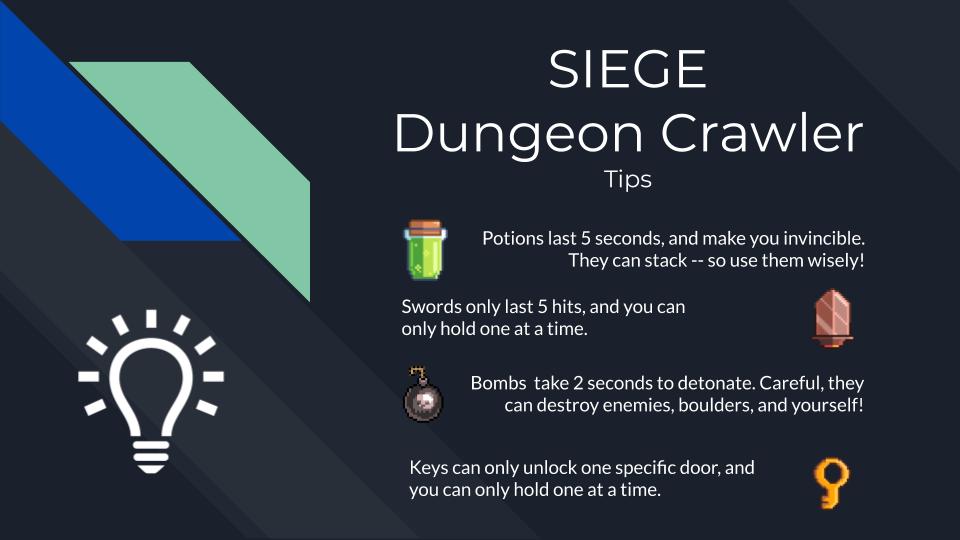 SIEGE
Dungeon Crawler
Tips
Potions last 5 seconds, and make you invincible.
They can stack -- so use them wisely!
Swords only last 5 hits, and you can
only hold one at a time.
Bombs  take 2 seconds to detonate. Careful, they
can destroy enemies, boulders, and yourself!
Keys can only unlock one specific door, and
you can only hold one at a time.